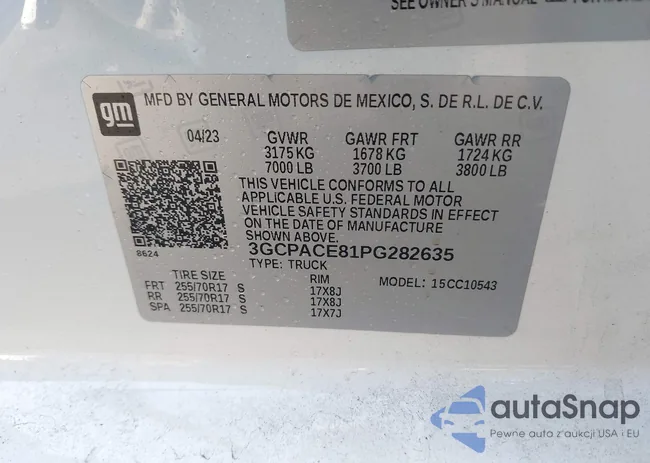 SEE OWNER'S MANUAL
gm
MFD BY GENERAL MOTORS DE MEXICO, S. DE R.L. DE C.V.
04/23 GVWR GAWR FRT GAWR RR
3175 KG 1678 KG 1724 KG
7000 LB 3700 LB 3800 LB
THIS VEHICLE CONFORMS TO ALL
APPLICABLE U.S. FEDERAL MOTOR
VEHICLE SAFETY STANDARDS IN EFFECT
ON THE DATE OF MANUFACTURE
SHOWN ABOVE.
8624
3GCPACE81PG282635
TYPE: TRUCK MODEL: 15CC10543
TIRE SIZE RIM
FRT 255/70R17 S 17X8J
RR 255/70R17 S 17X8J
SPA 255/70R17 S 17X7J
autaSnap
Pewne auta z aukcji USA i EU